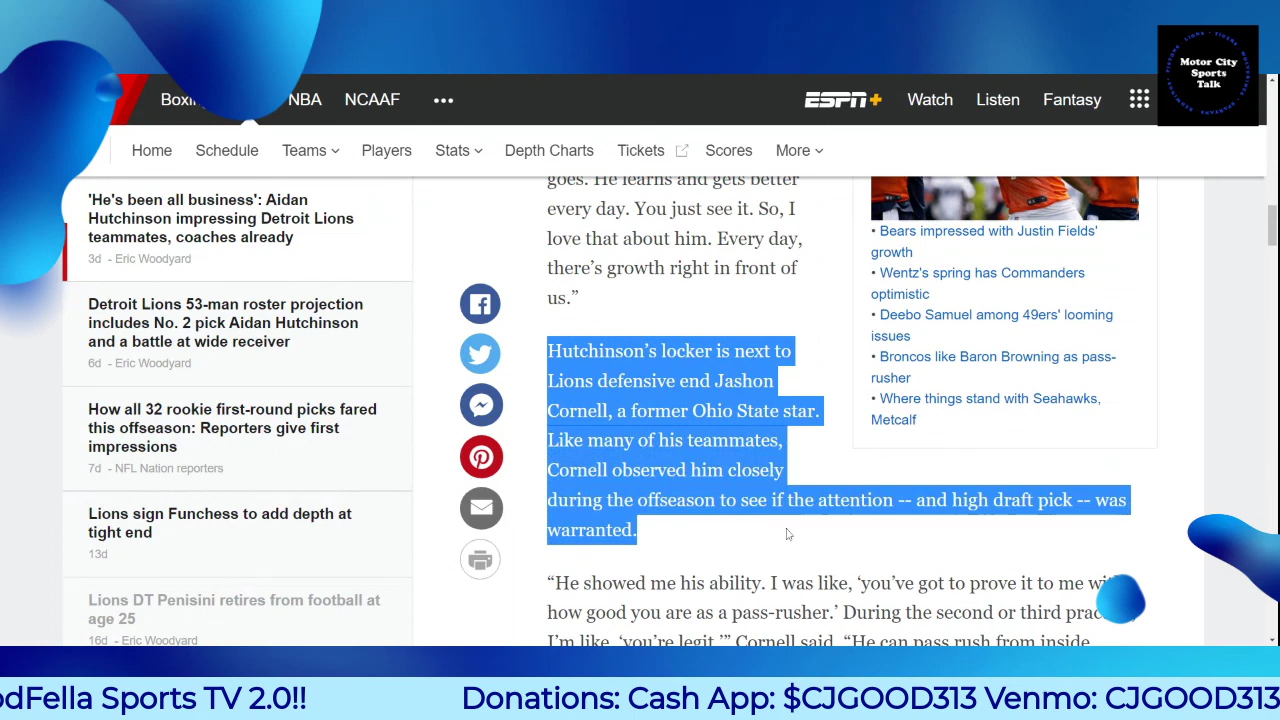 Motor City
Sports
Talk
NBA
NCAAF
ESPN+
Watch
Listen
Fantasy
Home
Schedule
Teams
Players
Stats
Depth Charts
Tickets
Scores
More
'He's been all business': Aidan
Hutchinson impressing Detroit Lions
teammates, coaches already
3d - Eric Woodyard
Detroit Lions 53-man roster projection
includes No. 2 pick Aidan Hutchinson
and a battle at wide receiver
6d - Eric Woodyard
How all 32 rookie first-round picks fared
this offseason: Reporters give first
impressions
7d - NFL Nation reporters
Lions sign Funchess to add depth at
tight end
13d
Lions DT Penisini retires from football at
age 25
16d - Eric Woodyard
goes. He learns and gets better
every day. You just see it. So, I
love that about him. Every day,
there's growth right in front of
us.”
Hutchinson's locker is next to
Lions defensive end Jashon
Cornell, a former Ohio State star.
Like many of his teammates,
Cornell observed him closely
during the offseason to see if the attention -- and high draft pick -- was
warranted.
“He showed me his ability. I was like, ‘you've got to prove it to me
how good you are as a pass-rusher.’ During the second or third
I'm like, ‘you're legit,’” Cornell said. “He can pass rush from inside
• Bears impressed with Justin Fields'
growth
• Wentz's spring has Commanders
optimistic
• Deebo Samuel among 49ers' looming
issues
• Broncos like Baron Browning as pass-
rusher
• Where things stand with Seahawks,
Metcalf
odFella Sports TV 2.0!!
Donations: Cash App: $CJGOOD313 Venmo: CJGOOD313